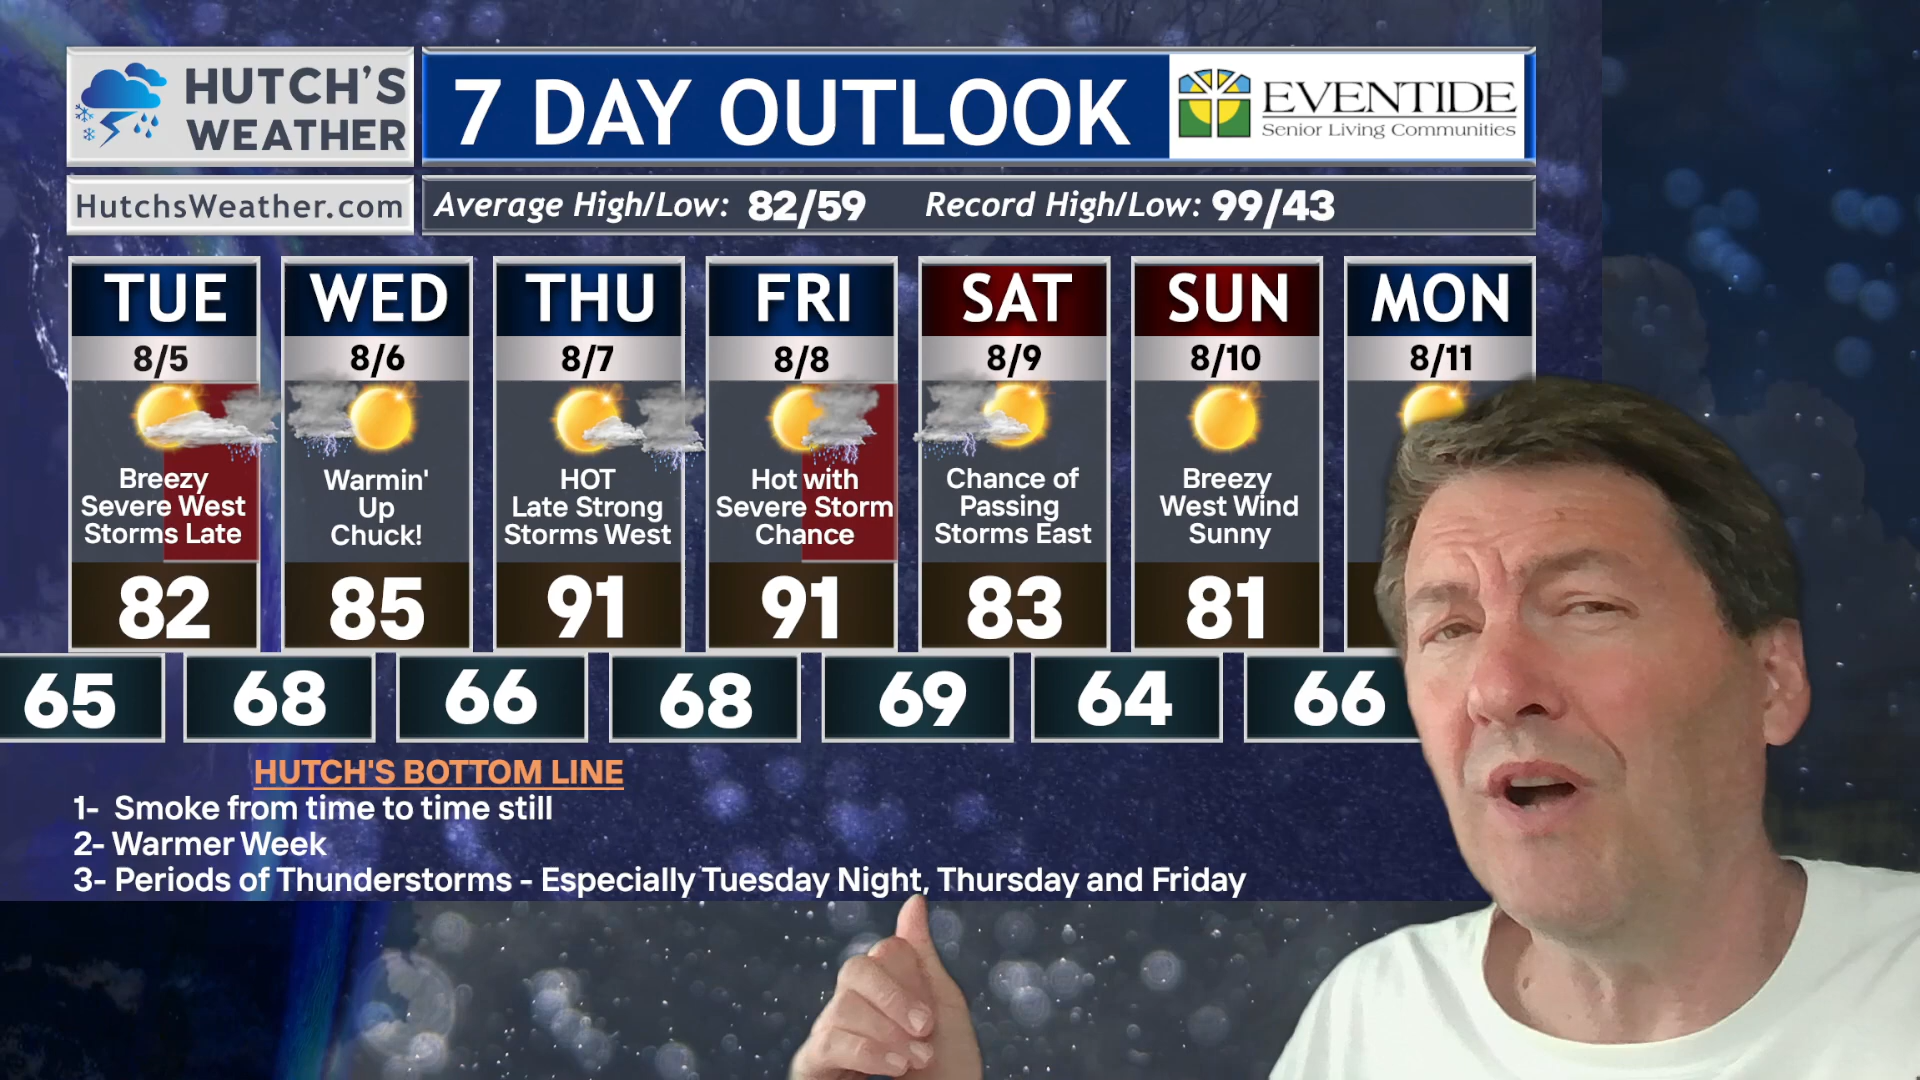 HUTCH'S
WEATHER
7 DAY OUTLOOK
EVENTIDE
Senior Living Communities
HutchsWeather.com
Average High/Low: 82/59 Record High/Low: 99/43
TUE WED THU FRI SAT SUN MON
8/5 8/6 8/7 8/8 8/9 8/10 8/11
Breezy
Severe West
Storms Late
Warmin'
Up
Chuck!
HOT
Late Strong
Storms West
Hot with
Severe Storm
Chance
Chance of
Passing
Storms East
Breezy
West Wind
Sunny
82 85 91 91 83 81
65 68 66 68 69 64 66
HUTCH'S BOTTOM LINE
1- Smoke from time to time still
2- Warmer Week
3- Periods of Thunderstorms - Especially Tuesday Night, Thursday and Friday